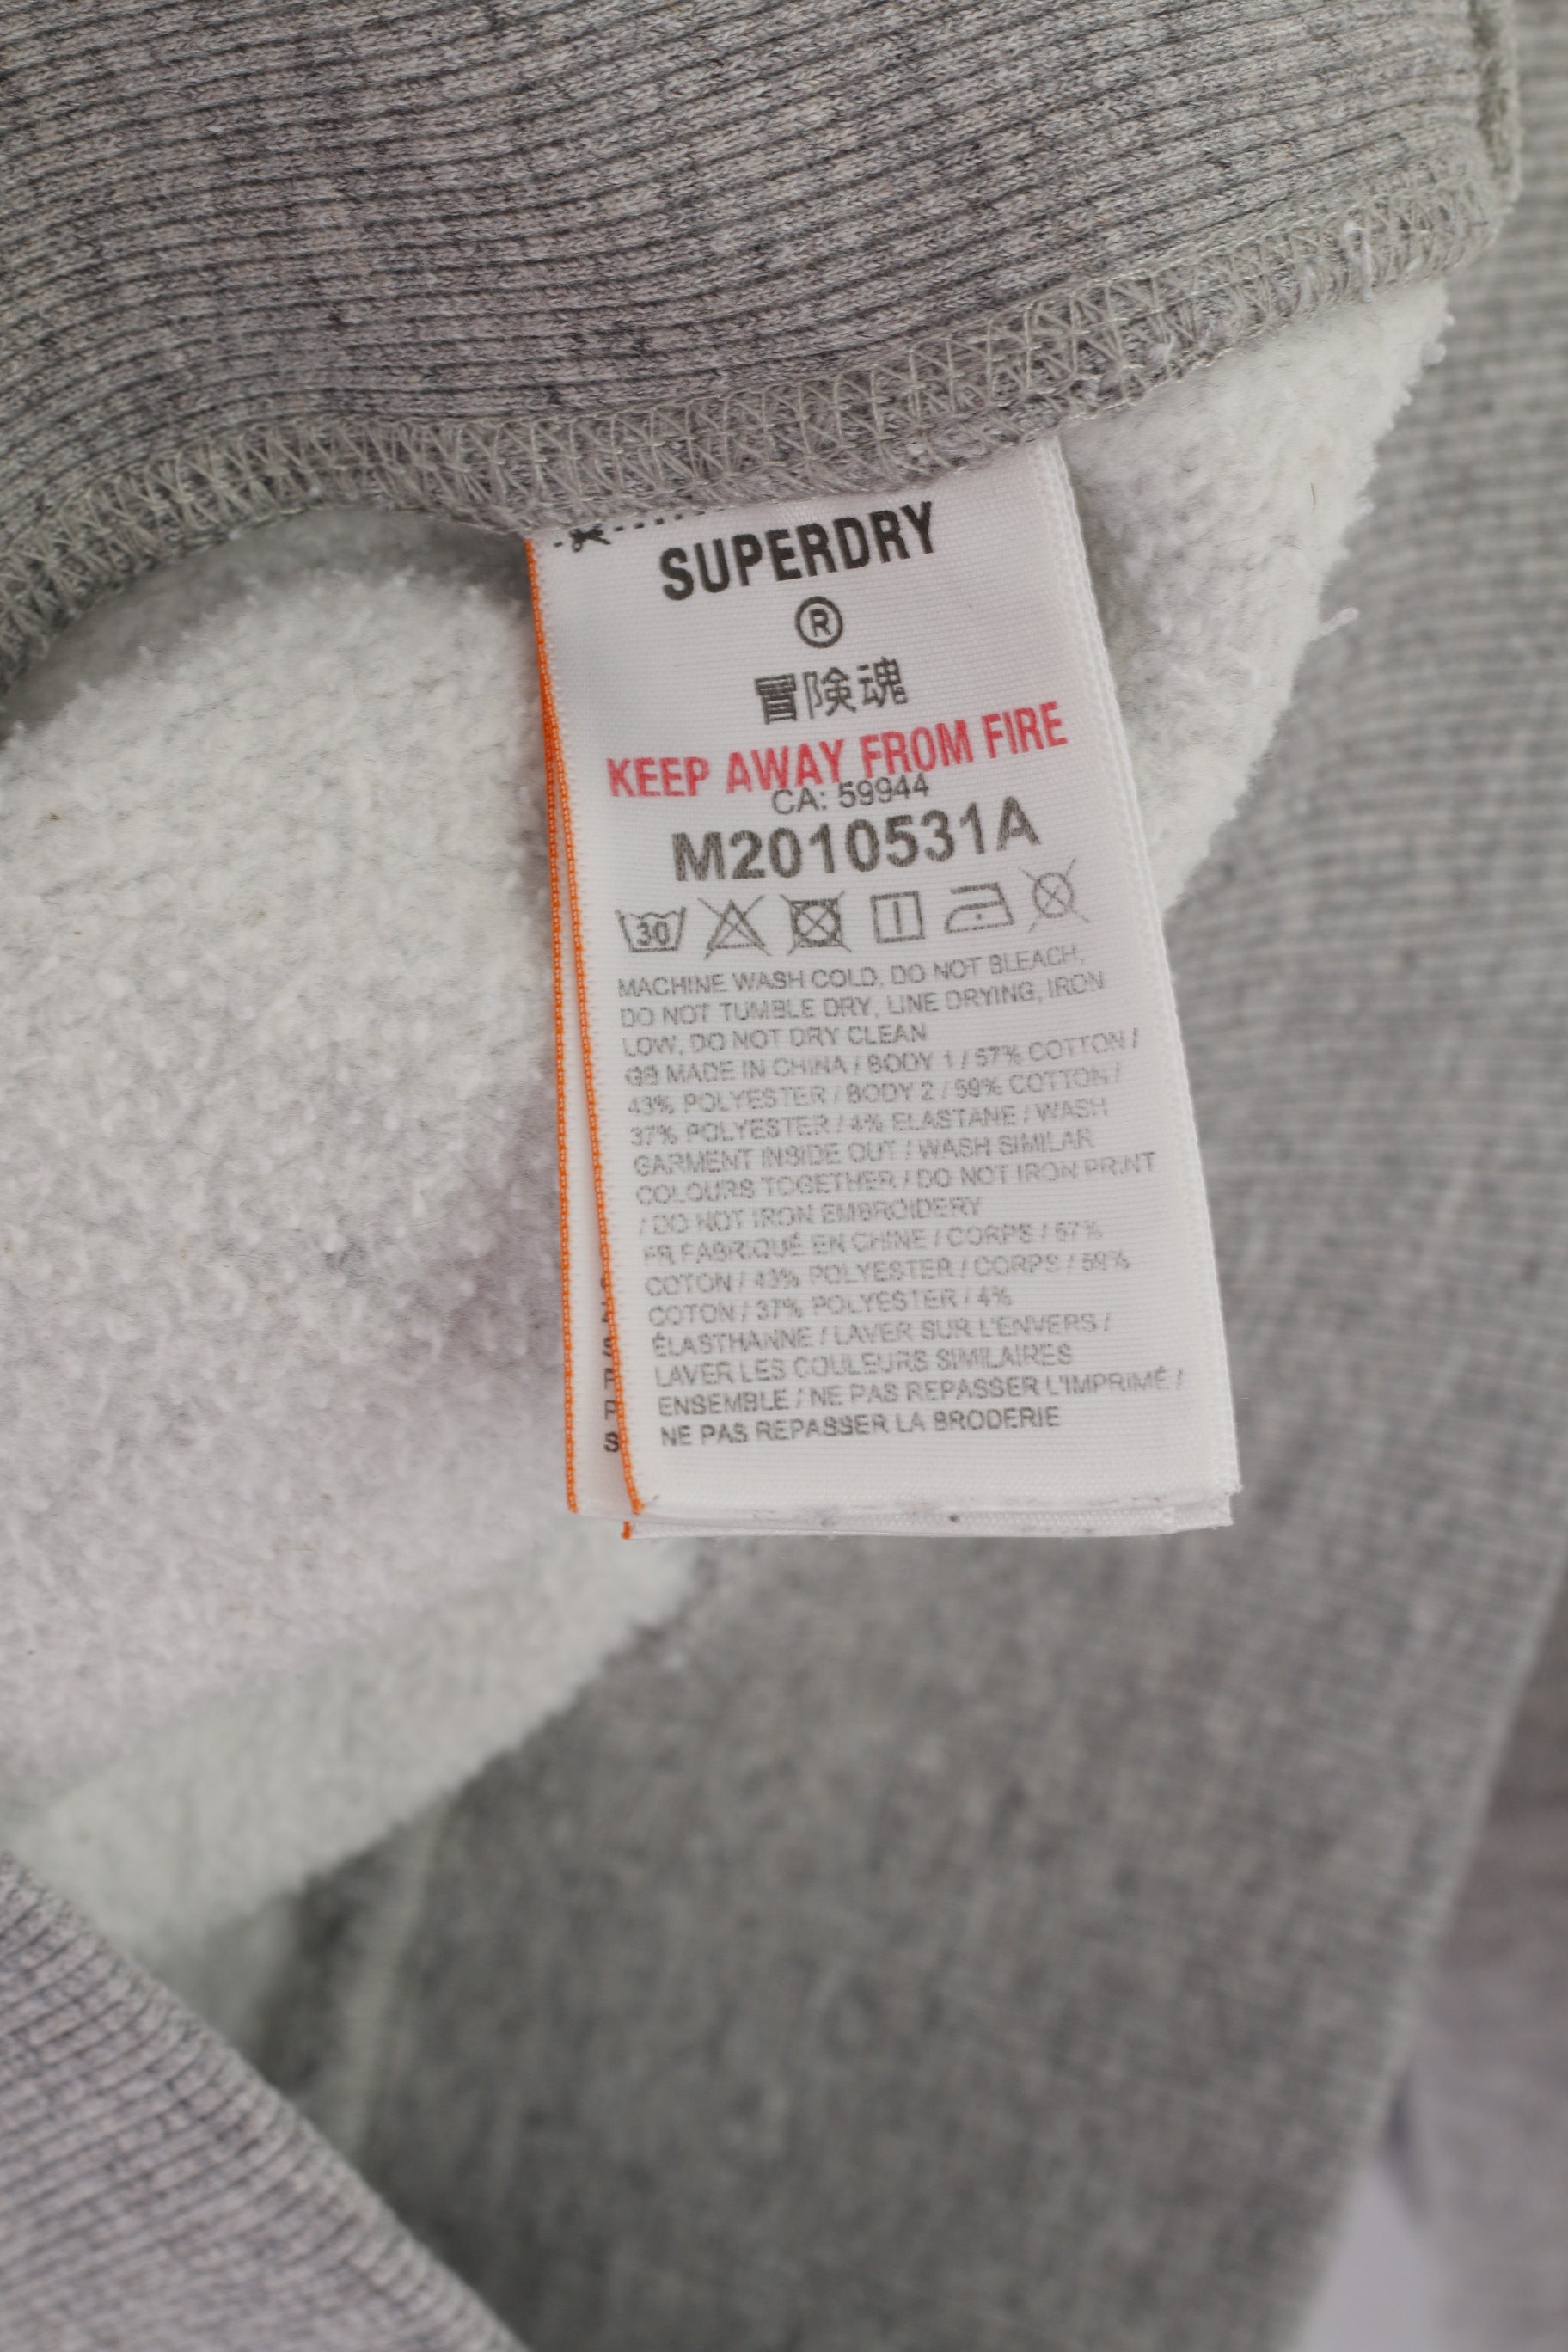 SUPERDRY
®
冒険魂
KEEP AWAY FROM FIRE
CA: 59944
M2010531A
30
MACHINE WASH COLD, DO NOT BLEACH,
DO NOT TUMBLE DRY, LINE DRYING, IRON
LOW, DO NOT DRY CLEAN
GB MADE IN CHINA / BODY 1 / 57% COTTON /
43% POLYESTER / BODY 2 / 59% COTTON /
37% POLYESTER / 4% ELASTANE / WASH
GARMENT INSIDE OUT / WASH SIMILAR
COLOURS TOGETHER / DO NOT IRON PRINT
/ DO NOT IRON EMBROIDERY
FR FABRIQUÉ EN CHINE / CORPS / 57%
COTON / 43% POLYESTER / CORPS / 59%
COTON / 37% POLYESTER / 4%
ÉLASTHANNE / LAVER SUR L'ENVERS /
LAVER LES COULEURS SIMILAIRES
ENSEMBLE / NE PAS REPASSER L'IMPRIMÉ /
NE PAS REPASSER LA BRODERIE